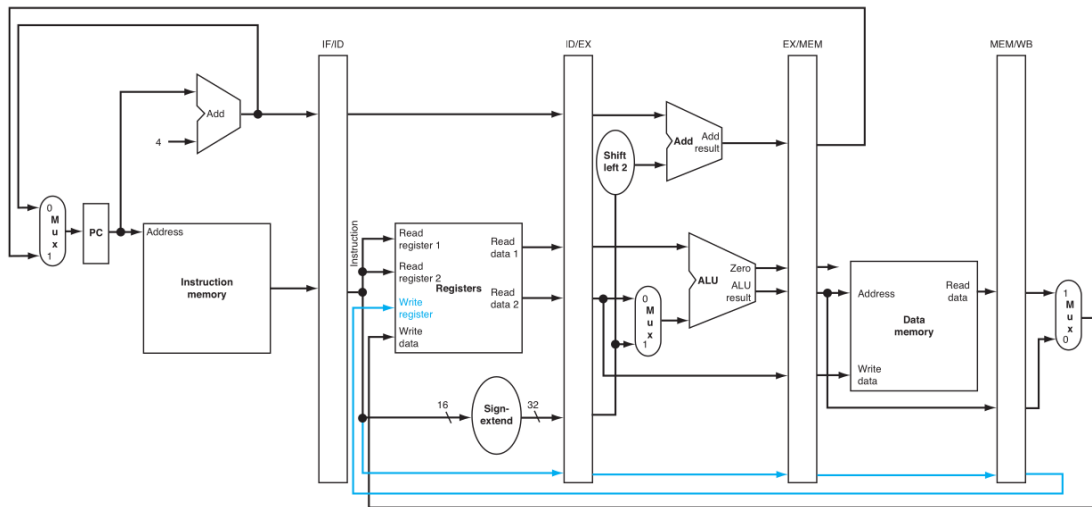 IF/ID
ID/EX
EX/MEM
MEM/WB
Add
4
Shift
left 2
Add
Add
result
0
M
u
x
1
PC
Address
Instruction
memory
Instruction
Read
register 1
Read
register 2
Registers
Write
register
Write
data
Read
data 1
Read
data 2
16
Sign-
extend
32
0
M
u
x
1
ALU
Zero
ALU
result
Address
Read
data
Data
memory
Write
data
1
M
u
x
0